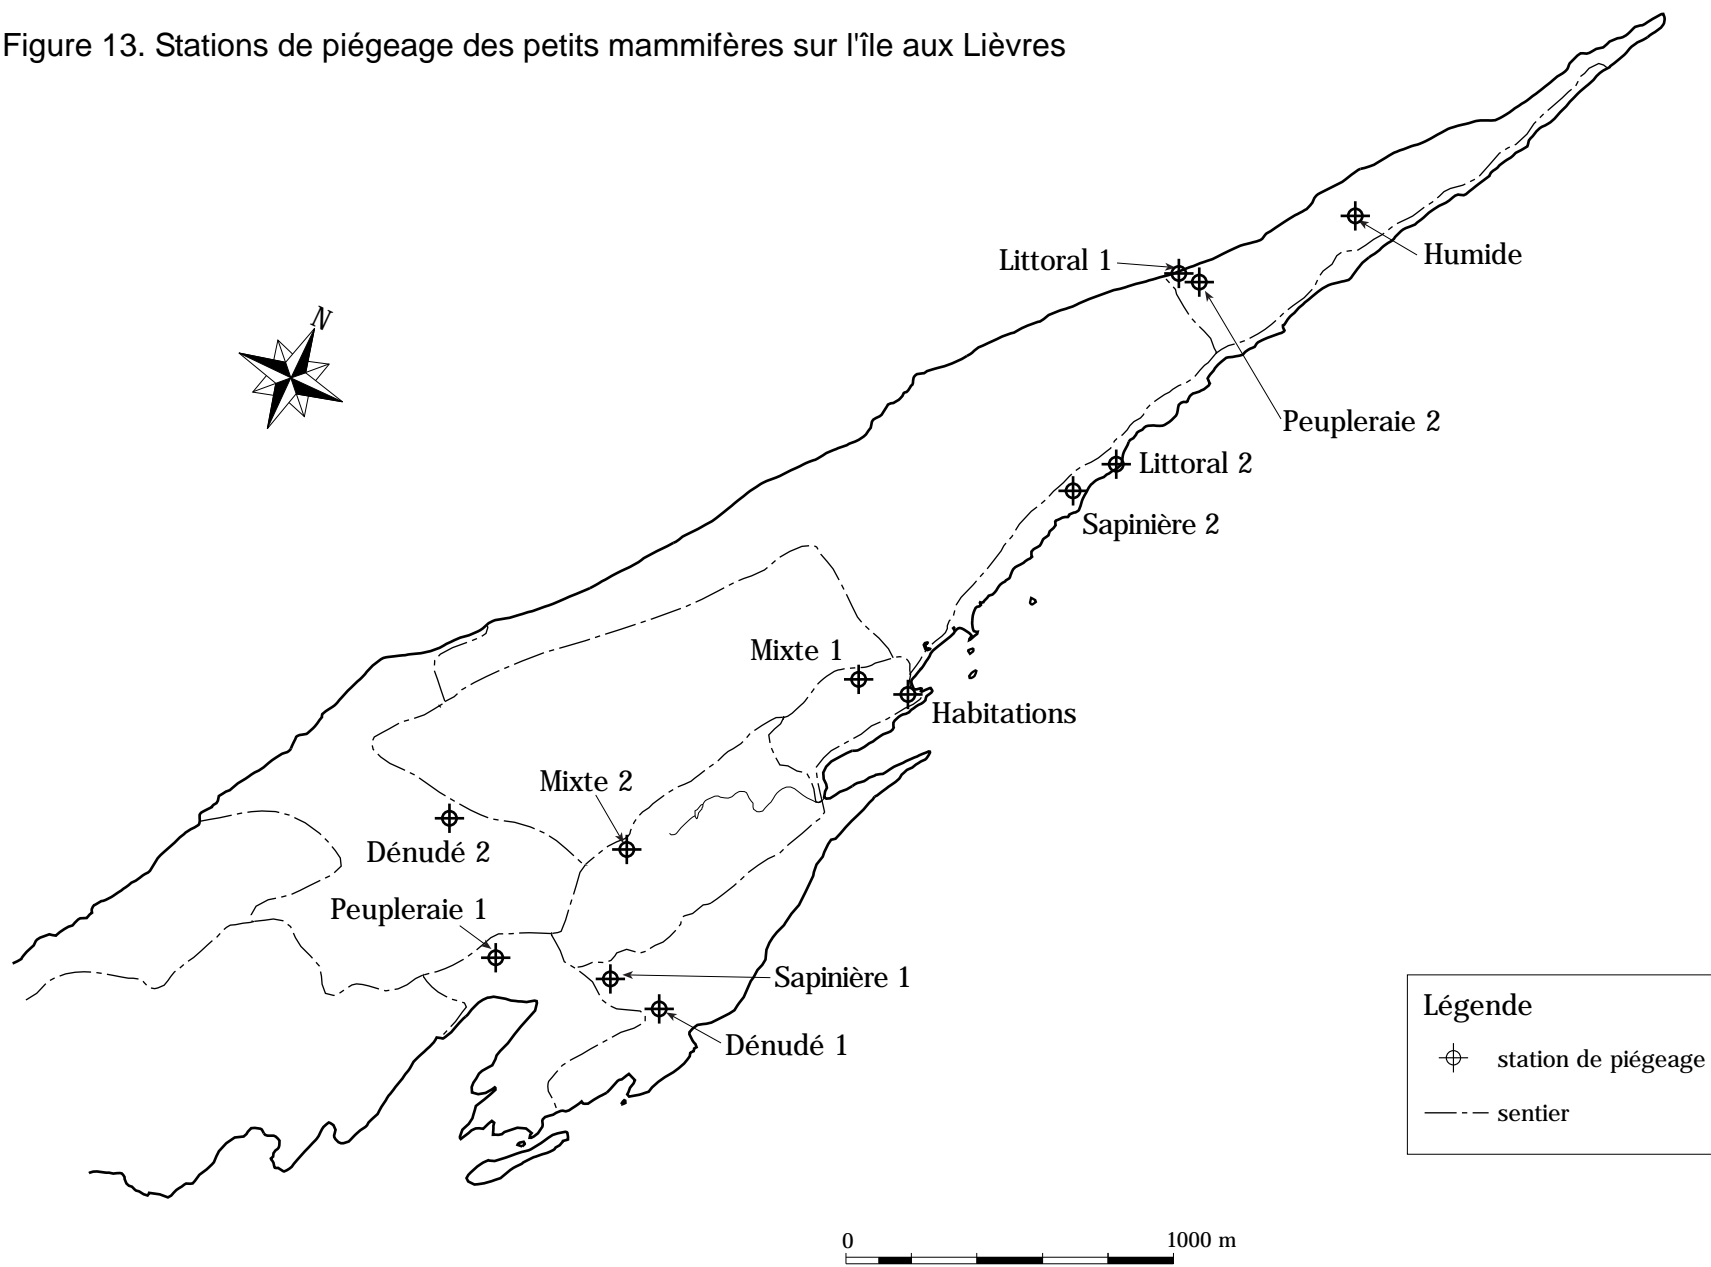 Figure 13. Stations de piégeage des petits mammifères sur l'île aux Lièvres
N
Littoral 1
Humide
Peupleraie 2
Littoral 2
Sapinière 2
Mixte 1
Habitations
Mixte 2
Dénudé 2
Peupleraie 1
Sapinière 1
Dénudé 1
Légende
station de piégeage
sentier
0 1000 m